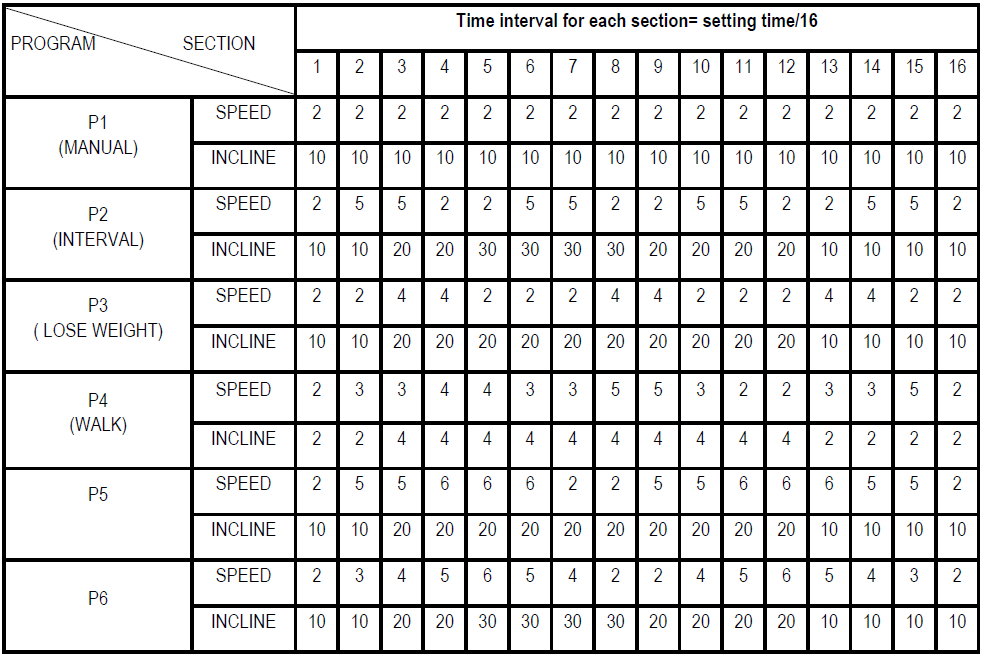 Time interval for each section= setting time/16
PROGRAM SECTION
1 2 3 4 5 6 7 8 9 10 11 12 13 14 15 16
P1
(MANUAL)
SPEED 2 2 2 2 2 2 2 2 2 2 2 2 2 2 2 2
INCLINE 10 10 10 10 10 10 10 10 10 10 10 10 10 10 10 10
P2
(INTERVAL)
SPEED 2 5 5 2 2 5 5 2 2 5 5 2 2 5 5 2
INCLINE 10 10 20 20 30 30 30 30 20 20 20 20 10 10 10 10
P3
( LOSE WEIGHT)
SPEED 2 2 4 4 2 2 2 4 4 2 2 2 4 4 2 2
INCLINE 10 10 20 20 20 20 20 20 20 20 20 20 10 10 10 10
P4
(WALK)
SPEED 2 3 3 4 4 3 3 5 5 3 2 2 3 3 5 2
INCLINE 2 2 4 4 4 4 4 4 4 4 4 4 2 2 2 2
P5
SPEED 2 5 5 6 6 6 2 2 5 5 6 6 6 5 5 2
INCLINE 10 10 20 20 20 20 20 20 20 20 20 20 10 10 10 10
P6
SPEED 2 3 4 5 6 5 4 2 2 4 5 6 5 4 3 2
INCLINE 10 10 20 20 30 30 30 30 20 20 20 20 10 10 10 10